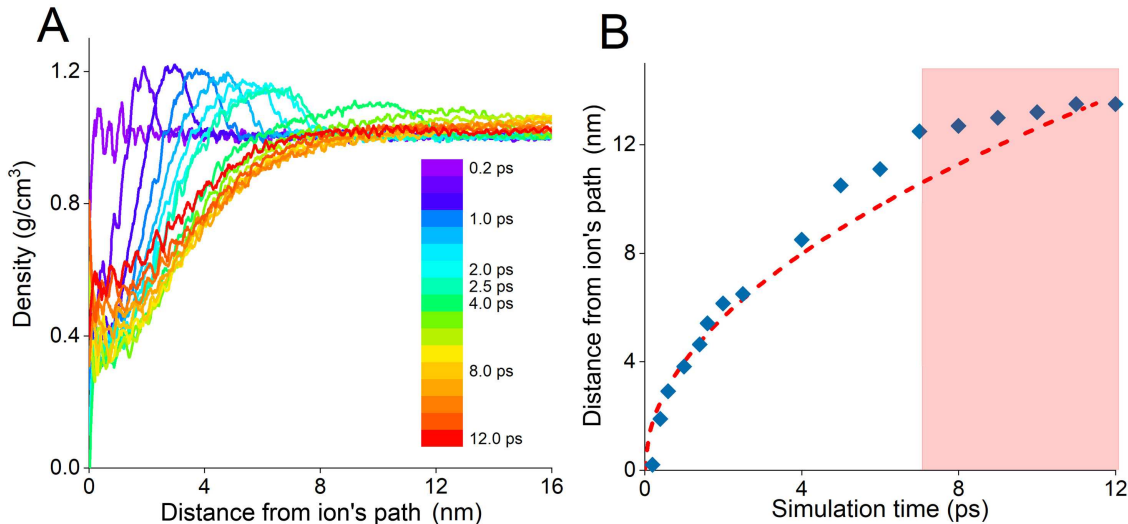 A
1.2
0.8
0.4
0.0
Density (g/cm³)
0.2 ps
1.0 ps
2.0 ps
2.5 ps
4.0 ps
8.0 ps
12.0 ps
0 4 8 12 16
Distance from ion's path (nm)
B
12
8
4
0
Distance from ion's path (nm)
0 4 8 12
Simulation time (ps)